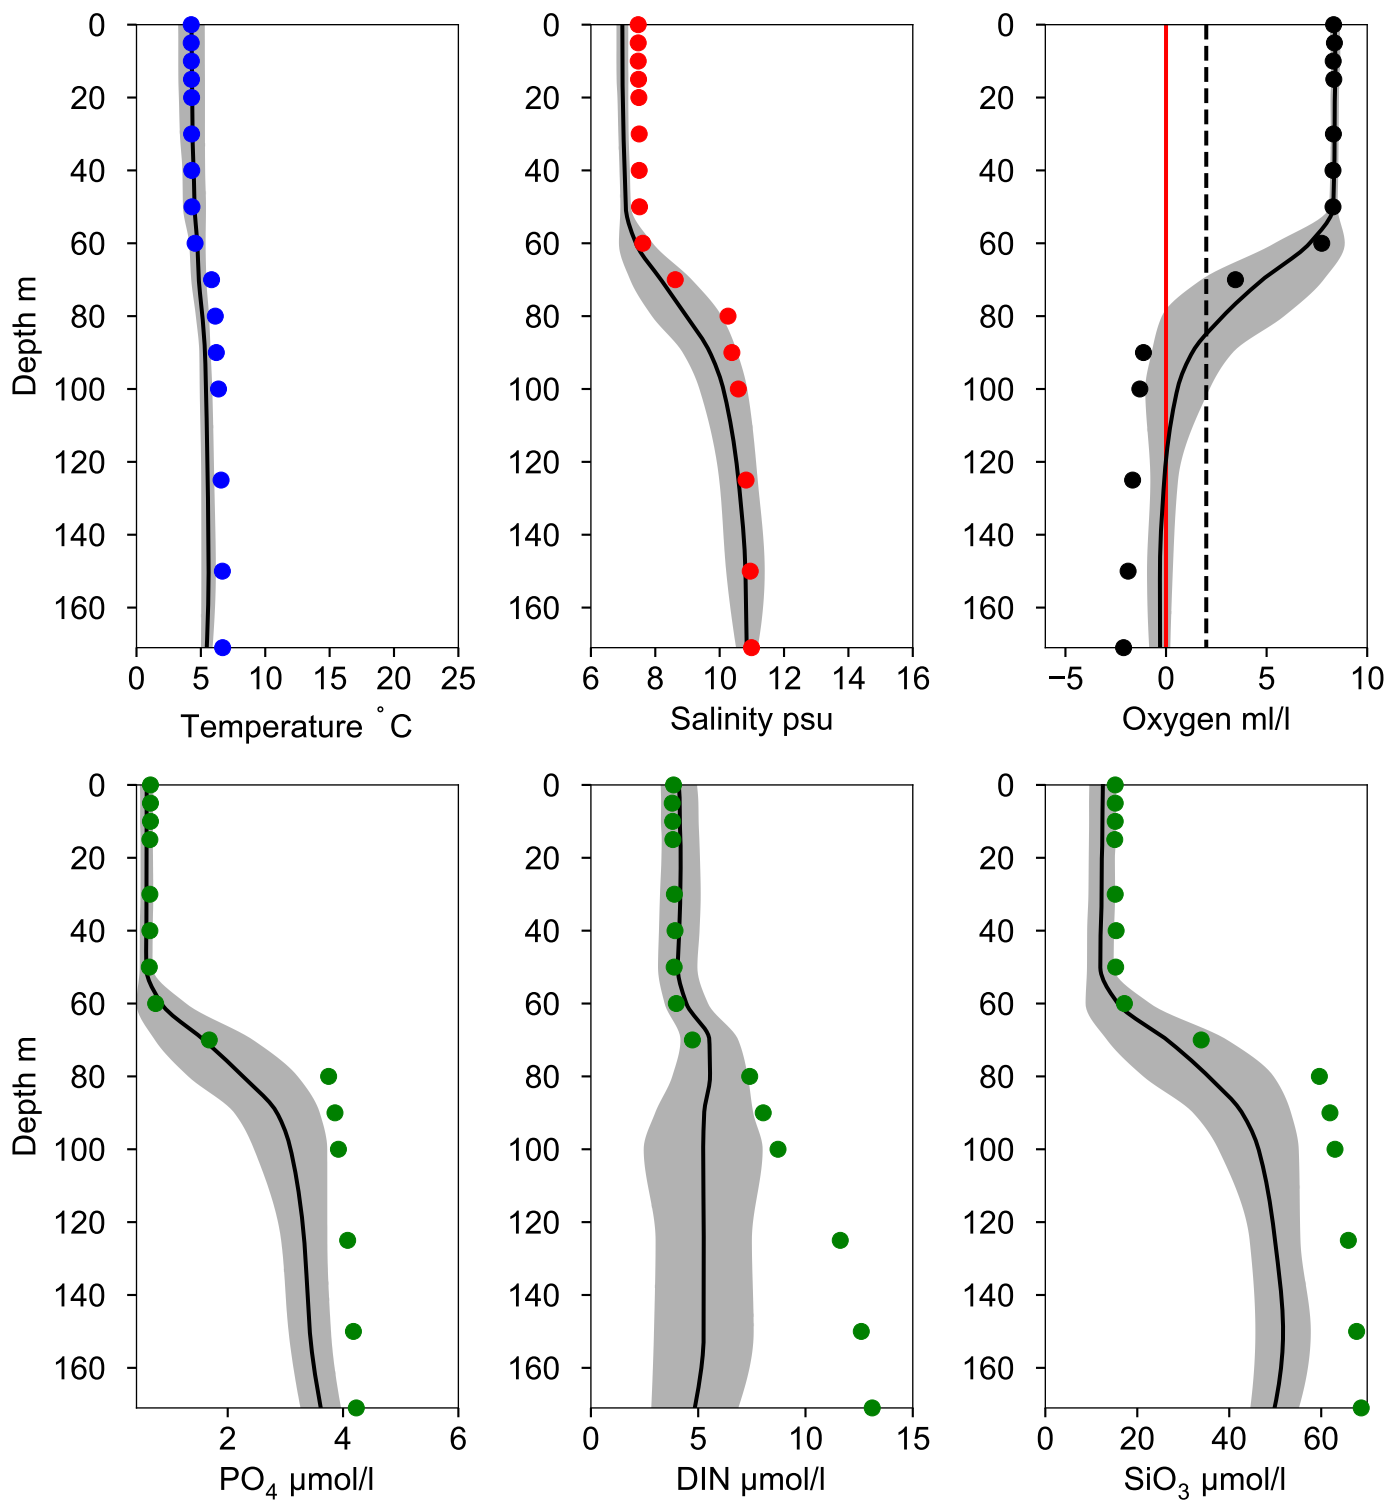 0 0 0
20 20 20
40 40 40
60 60 60
80 80 80
100 100 100
120 120 120
140 140 140
160 160 160
Depth m
0 5 10 15 20 25 6 8 10 12 14 16 −5 0 5 10
Temperature °C Salinity psu Oxygen ml/l
0 0 0
20 20 20
40 40 40
60 60 60
80 80 80
100 100 100
120 120 120
140 140 140
160 160 160
Depth m
2 4 6 0 5 10 15 0 20 40 60
PO₄ μmol/l DIN μmol/l SiO₃ μmol/l